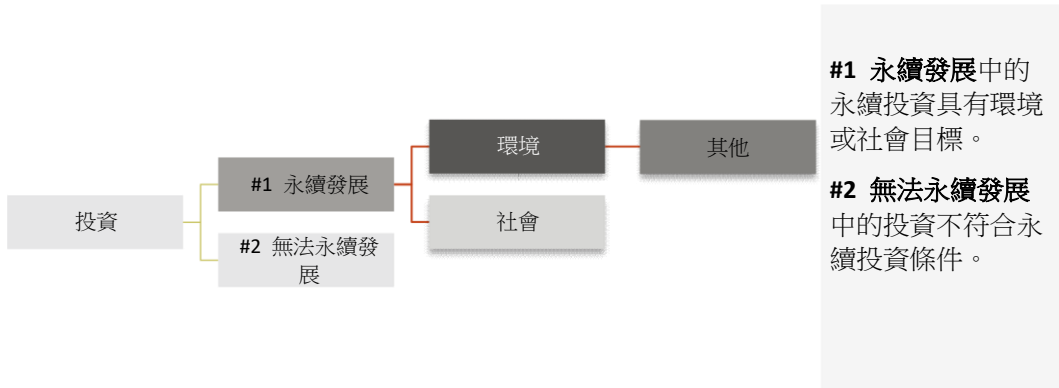 投資
#1 永續發展
#2 無法永續發
展
環境
社會
其他
#1 永續發展中的
永續投資具有環境
或社會目標。
#2 無法永續發展
中的投資不符合永
續投資條件。